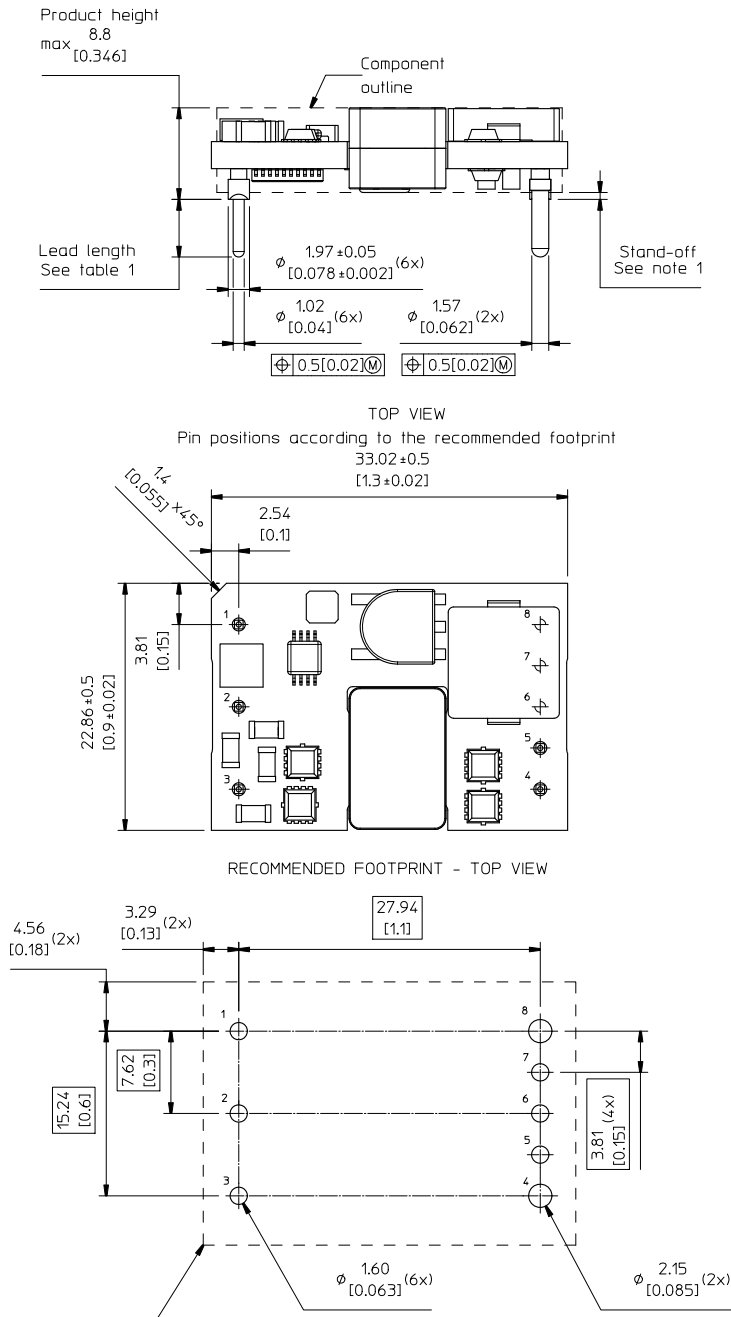 Product height
max 8.8
[0.346]
Component
outline
Lead length
See table 1
Stand-off
See note 1
⌀ 1.97 ±0.05 (6x)
[0.078 ±0.002]
⌀ 1.02 (6x)
[0.04]
⌀ 1.57 (2x)
[0.062]
⌖ 0.5[0.02]Ⓜ
⌖ 0.5[0.02]Ⓜ
TOP VIEW
Pin positions according to the recommended footprint
33.02 ±0.5
[1.3 ±0.02]
1.4
[0.055] ×45°
2.54
[0.1]
3.81
[0.15]
22.86 ±0.5
[0.9 ±0.02]
1
2
3
8
7
6
5
4
RECOMMENDED FOOTPRINT - TOP VIEW
4.56
[0.18] (2x)
3.29
[0.13] (2x)
27.94
[1.1]
15.24
[0.6]
7.62
[0.3]
3.81 (4x)
[0.15]
1
2
3
8
7
6
5
4
⌀ 1.60
[0.063] (6x)
⌀ 2.15
[0.085] (2x)